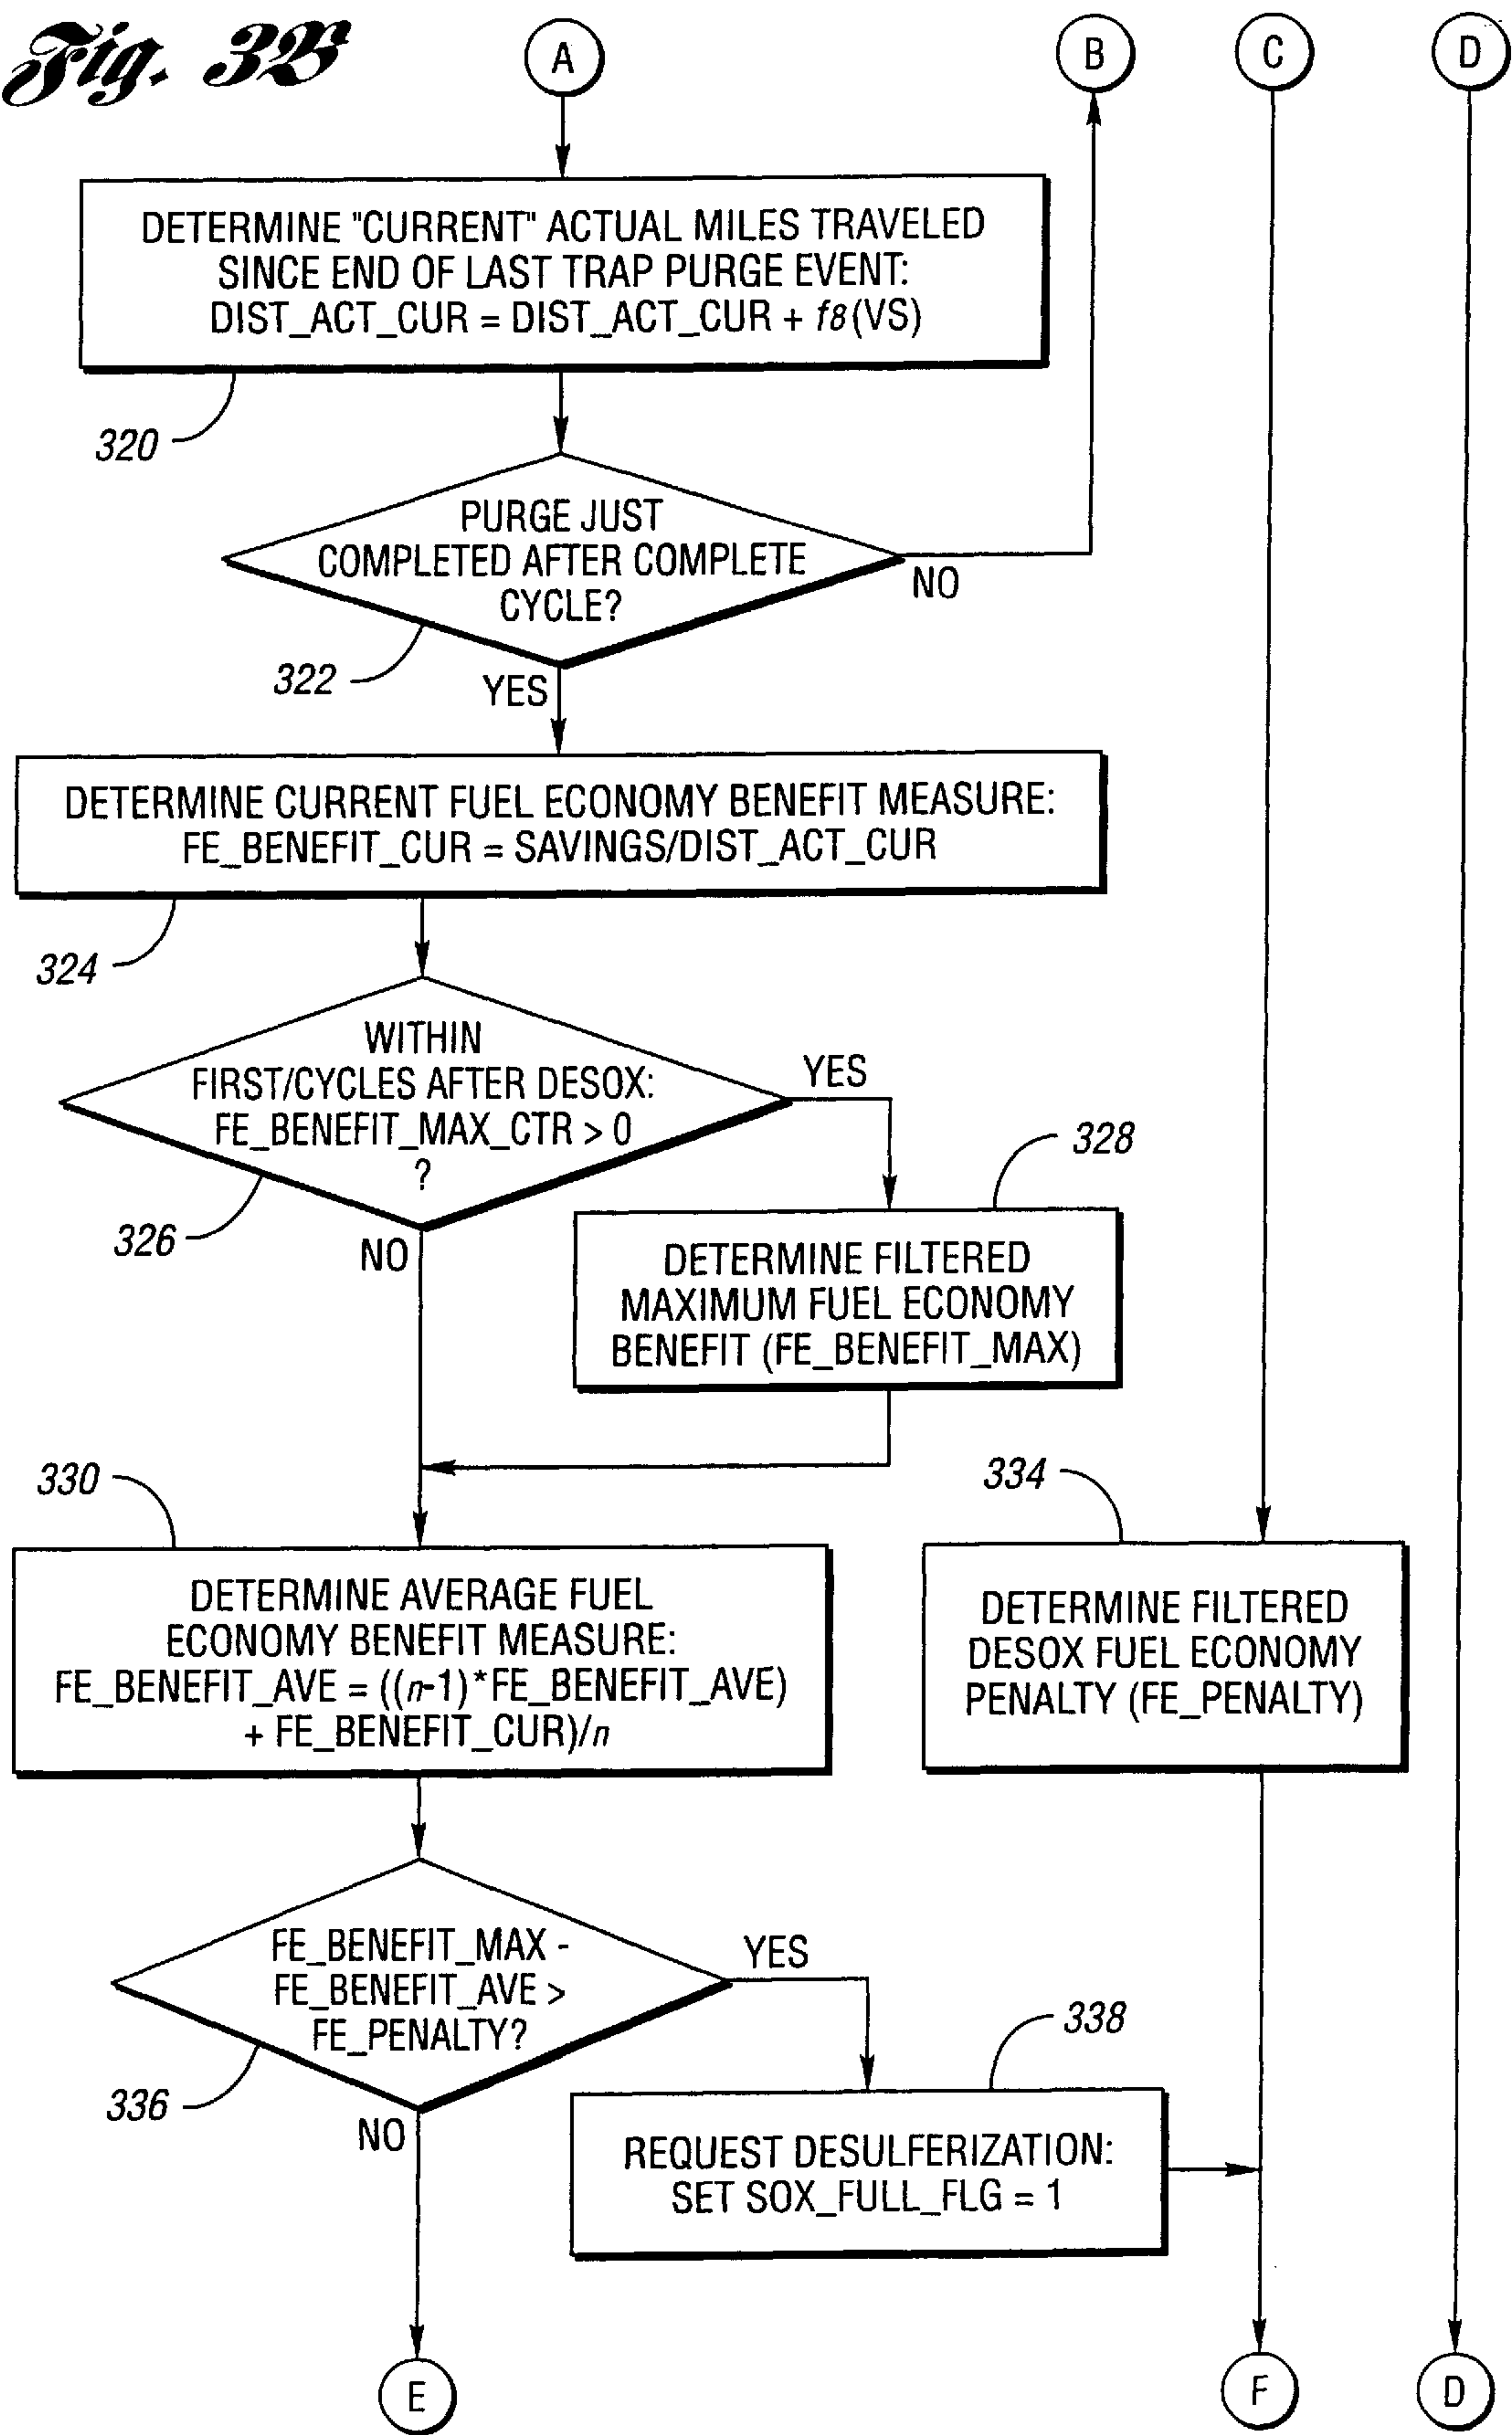 Fig. 3B
A
B
C
D
DETERMINE "CURRENT" ACTUAL MILES TRAVELED
SINCE END OF LAST TRAP PURGE EVENT:
DIST_ACT_CUR = DIST_ACT_CUR + f8(VS)
320
PURGE JUST
COMPLETED AFTER COMPLETE
CYCLE?
NO
322
YES
DETERMINE CURRENT FUEL ECONOMY BENEFIT MEASURE:
FE_BENEFIT_CUR = SAVINGS/DIST_ACT_CUR
324
WITHIN
FIRST/CYCLES AFTER DESOX:
FE_BENEFIT_MAX_CTR > 0
?
YES
326
NO
328
DETERMINE FILTERED
MAXIMUM FUEL ECONOMY
BENEFIT (FE_BENEFIT_MAX)
330
DETERMINE AVERAGE FUEL
ECONOMY BENEFIT MEASURE:
FE_BENEFIT_AVE = ((n-1)*FE_BENEFIT_AVE)
+ FE_BENEFIT_CUR)/n
334
DETERMINE FILTERED
DESOX FUEL ECONOMY
PENALTY (FE_PENALTY)
FE_BENEFIT_MAX -
FE_BENEFIT_AVE >
FE_PENALTY?
YES
336
NO
338
REQUEST DESULFERIZATION:
SET SOX_FULL_FLG = 1
E
F
D